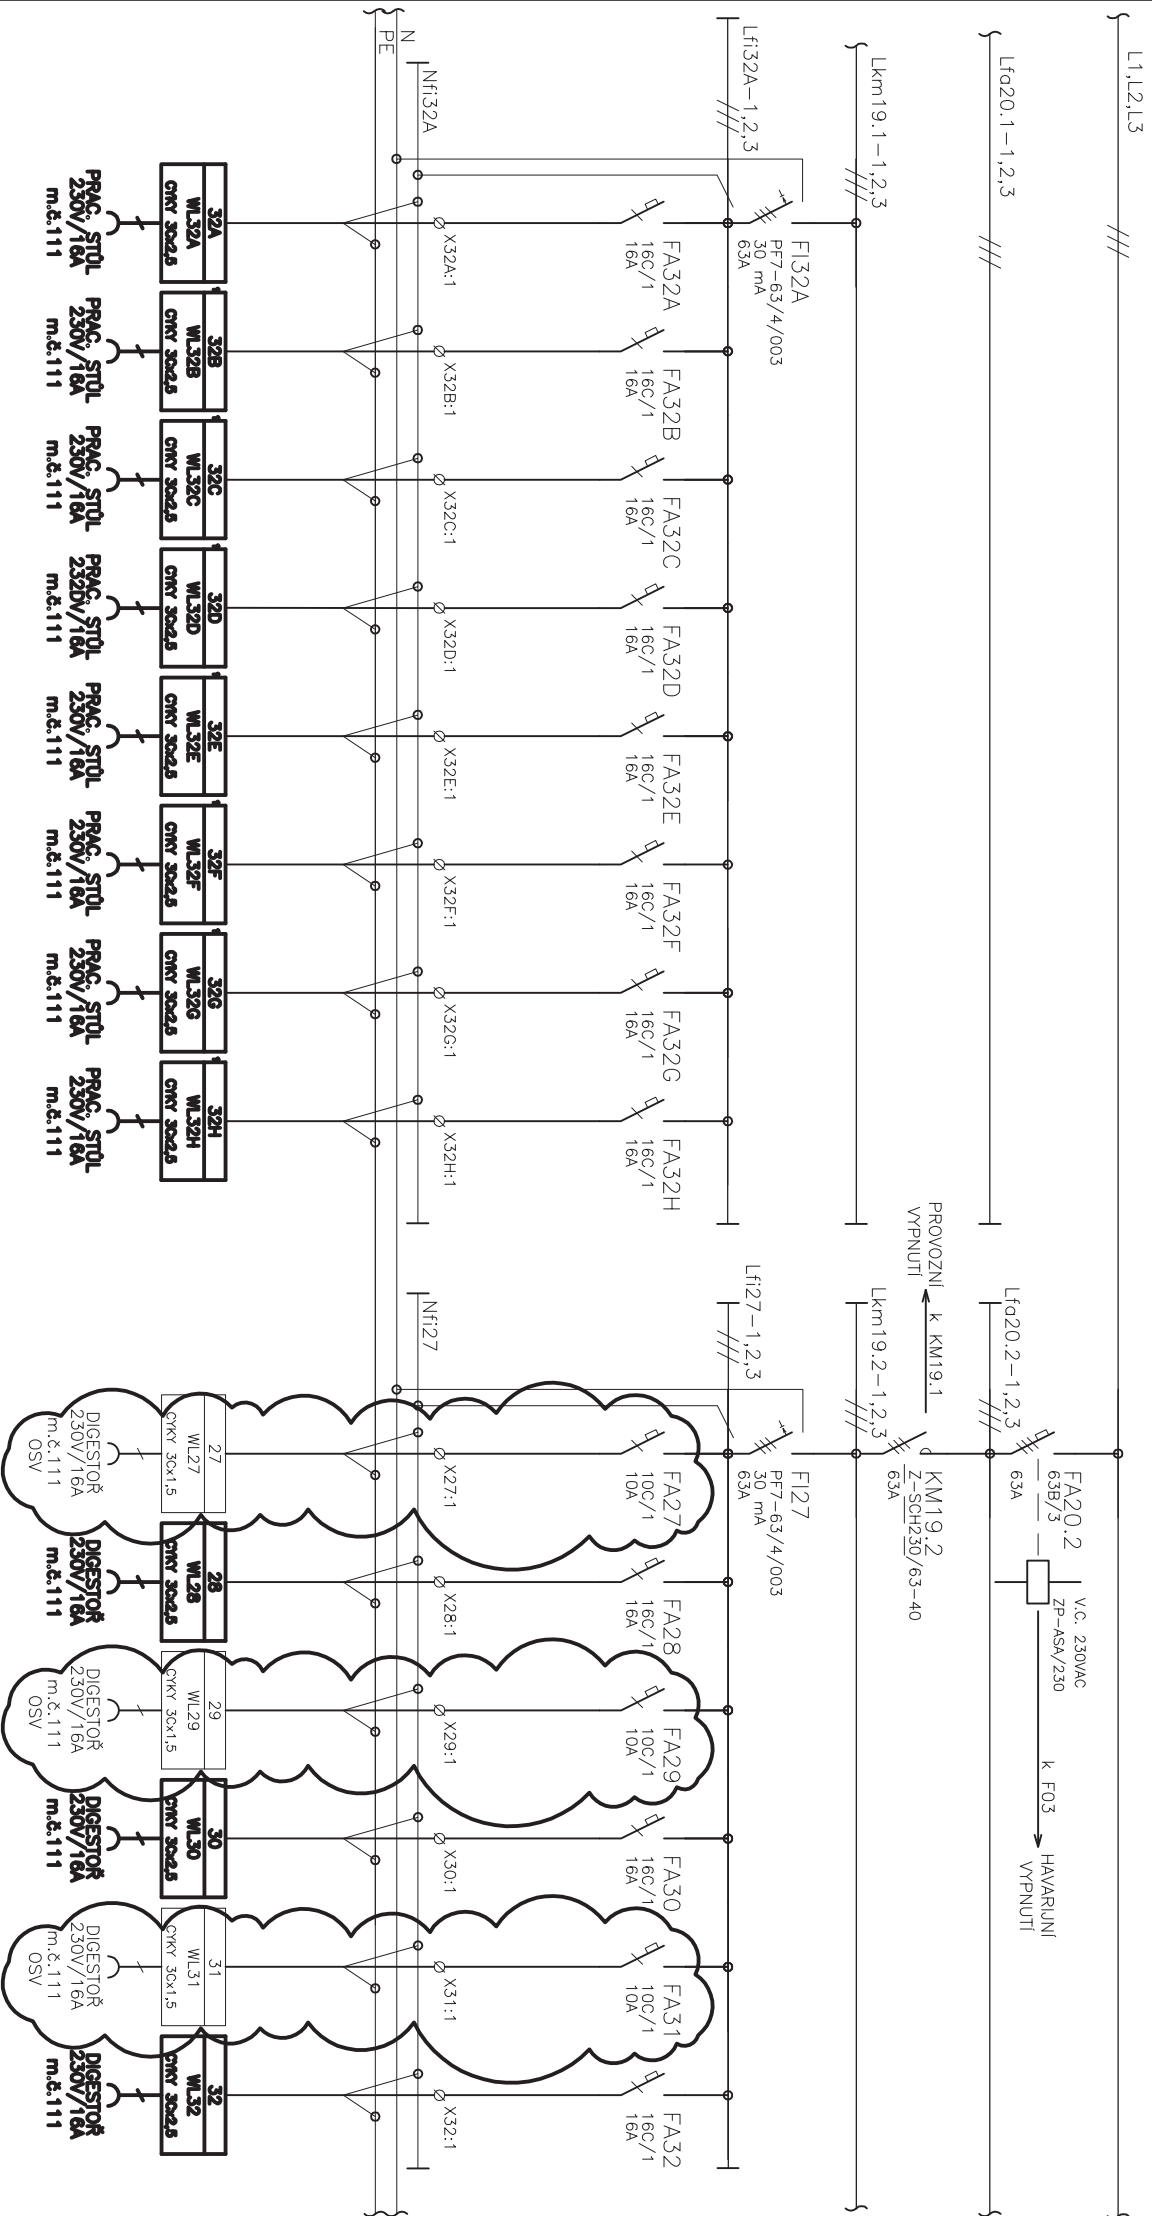 L1,L2,L3
Lfa20.1-1,2,3
Lkm19.1-1,2,3
Lfi32A-1,2,3
FI32A
PF7-63/4/003
30 mA
63A
Nfi32A
N
PE
FA32A
16C/1
16A
X32A:1
32A
WL32A
CYKY 3Cx2,5
PRAC. STŮL
230V/16A
m.č.111
FA32B
16C/1
16A
X32B:1
32B
WL32B
CYKY 3Cx2,5
PRAC. STŮL
230V/16A
m.č.111
FA32C
16C/1
16A
X32C:1
32C
WL32C
CYKY 3Cx2,5
PRAC. STŮL
230V/16A
m.č.111
FA32D
16C/1
16A
X32D:1
32D
WL32D
CYKY 3Cx2,5
PRAC. STŮL
232DV/16A
m.č.111
FA32E
16C/1
16A
X32E:1
32E
WL32E
CYKY 3Cx2,5
PRAC. STŮL
230V/16A
m.č.111
FA32F
16C/1
16A
X32F:1
32F
WL32F
CYKY 3Cx2,5
PRAC. STŮL
230V/16A
m.č.111
FA32G
16C/1
16A
X32G:1
32G
WL32G
CYKY 3Cx2,5
PRAC. STŮL
230V/16A
m.č.111
FA32H
16C/1
16A
X32H:1
32H
WL32H
CYKY 3Cx2,5
PRAC. STŮL
230V/16A
m.č.111
FA20.2
63B/3
63A
V.C. 230VAC
ZP-ASA/230
k F03
HAVARIJNÍ
VYPNUTÍ
Lfa20.2-1,2,3
PROVOZNÍ
VYPNUTÍ
k KM19.1
KM19.2
Z-SCH230/63-40
63A
Lkm19.2-1,2,3
FI27
PF7-63/4/003
30 mA
63A
Lfi27-1,2,3
Nfi27
FA27
10C/1
10A
X27:1
27
WL27
CYKY 3Cx1,5
DIGESTOŘ
230V/16A
m.č.111
OSV
FA28
16C/1
16A
X28:1
28
WL28
CYKY 3Cx2,5
DIGESTOŘ
230V/16A
m.č.111
FA29
10C/1
10A
X29:1
29
WL29
CYKY 3Cx1,5
DIGESTOŘ
230V/16A
m.č.111
OSV
FA30
16C/1
16A
X30:1
30
WL30
CYKY 3Cx2,5
DIGESTOŘ
230V/16A
m.č.111
FA31
10C/1
10A
X31:1
31
WL31
CYKY 3Cx1,5
DIGESTOŘ
230V/16A
m.č.111
OSV
FA32
16C/1
16A
X32:1
32
WL32
CYKY 3Cx2,5
DIGESTOŘ
230V/16A
m.č.111